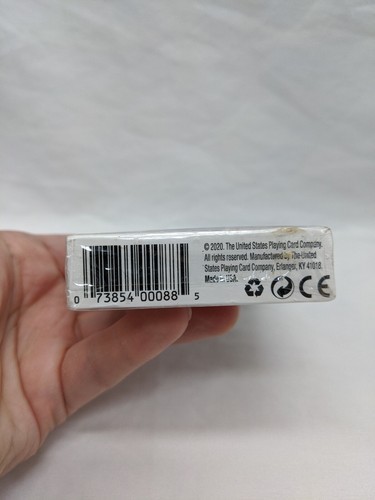 © 2020. The United States Playing Card Company.
All rights reserved. Manufactured by The United
States Playing Card Company, Erlanger, KY 41018.
Made in USA.
CE
0 73854 00088 5